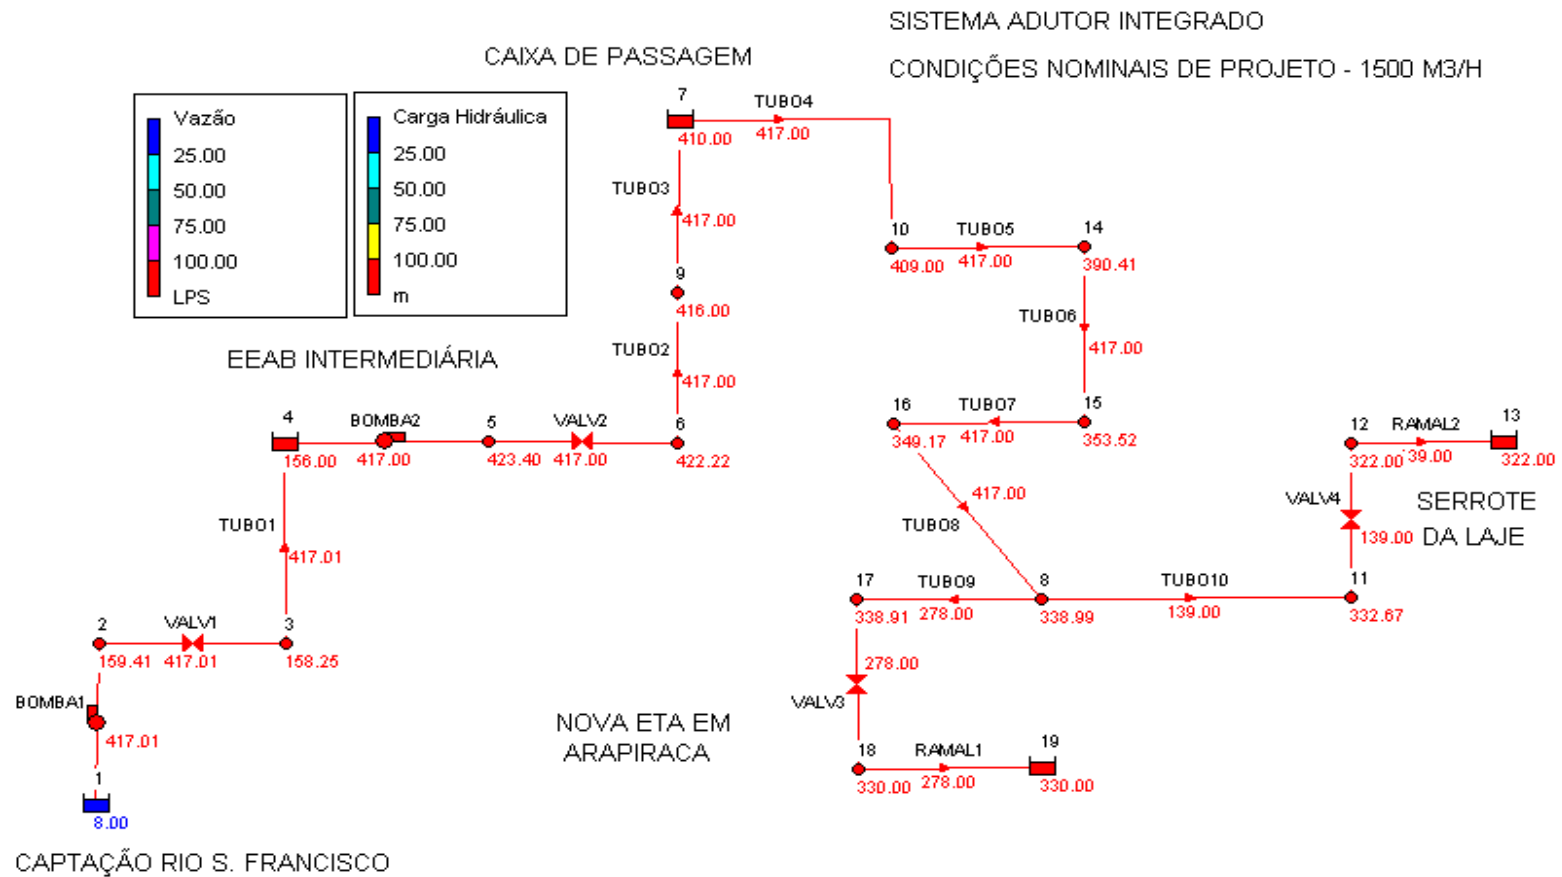 SISTEMA ADUTOR INTEGRADO
CAIXA DE PASSAGEM
CONDIÇÕES NOMINAIS DE PROJETO - 1500 M3/H
Vazão
25.00
50.00
75.00
100.00
LPS
Carga Hidráulica
25.00
50.00
75.00
100.00
m
7
410.00
TUBO4
417.00
TUBO3
417.00
9
416.00
TUBO2
417.00
10
409.00
TUBO5
417.00
14
390.41
TUBO6
417.00
EEAB INTERMEDIÁRIA
4
156.00
BOMBA2
417.00
5
423.40
VALV2
417.00
6
422.22
16
349.17
TUBO7
417.00
15
353.52
12
322.00
RAMAL2
139.00
13
322.00
417.00
TUBO8
VALV4
139.00
SERROTE
DA LAJE
TUBO1
417.01
17
338.91
TUBO9
278.00
8
338.99
TUBO10
139.00
11
332.67
2
159.41
VALV1
417.01
3
158.25
278.00
VALV3
BOMBA1
417.01
NOVA ETA EM
ARAPIRACA
1
8.00
18
330.00
RAMAL1
278.00
19
330.00
CAPTAÇÃO RIO S. FRANCISCO